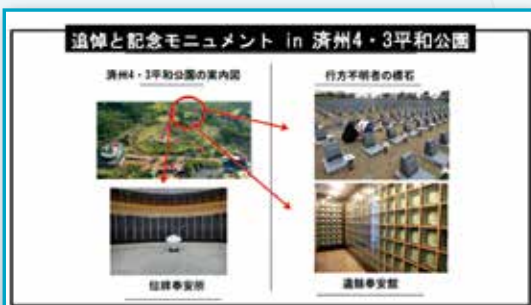 追悼と記念モニュメント in 済州4・3平和公園
済州4・3平和公園の案内図
行方不明者の標石
位牌奉安所
遺骸奉安館